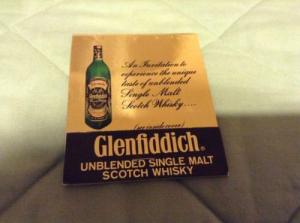 An Invitation to
experience the unique
taste of unblended
Single Malt
Scotch Whisky....
(see inside cover)
Glenfiddich®
UNBLENDED SINGLE MALT
SCOTCH WHISKY